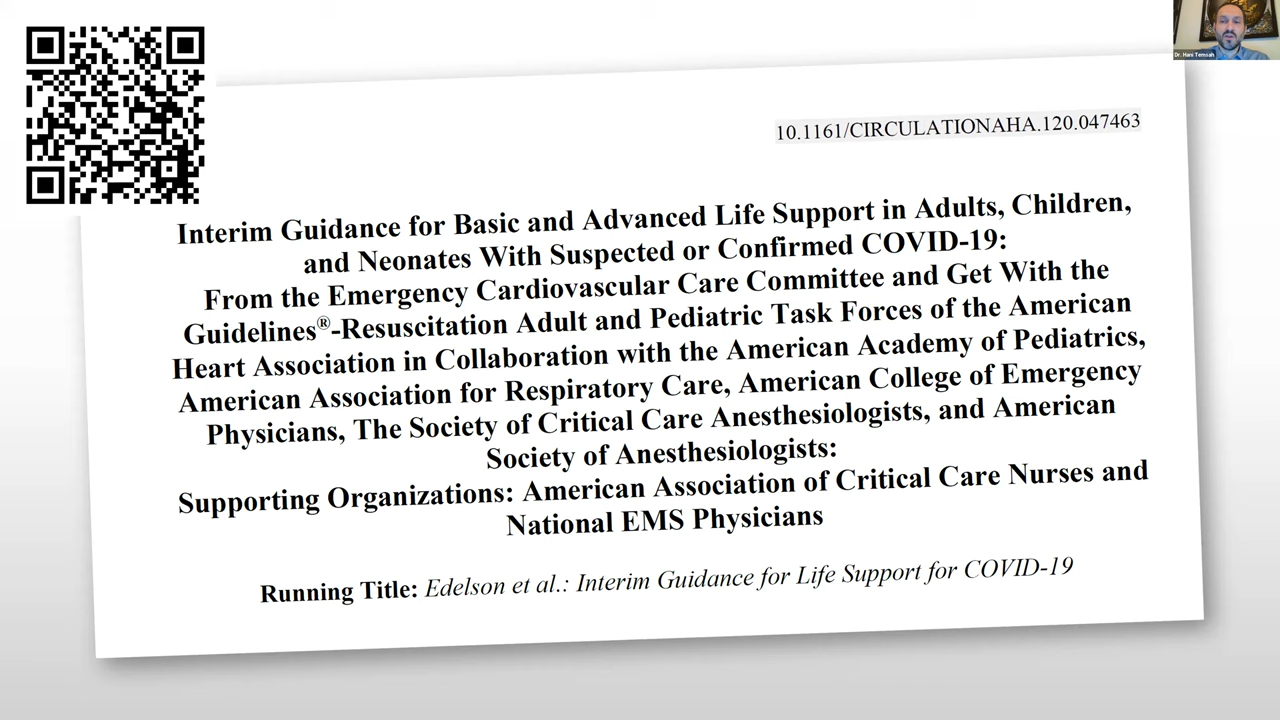 Dr. Hani Temsah
10.1161/CIRCULATIONAHA.120.047463
Interim Guidance for Basic and Advanced Life Support in Adults, Children,
and Neonates With Suspected or Confirmed COVID-19:
From the Emergency Cardiovascular Care Committee and Get With the
Guidelines®-Resuscitation Adult and Pediatric Task Forces of the American
Heart Association in Collaboration with the American Academy of Pediatrics,
American Association for Respiratory Care, American College of Emergency
Physicians, The Society of Critical Care Anesthesiologists, and American
Society of Anesthesiologists:
Supporting Organizations: American Association of Critical Care Nurses and
National EMS Physicians
Running Title: Edelson et al.: Interim Guidance for Life Support for COVID-19